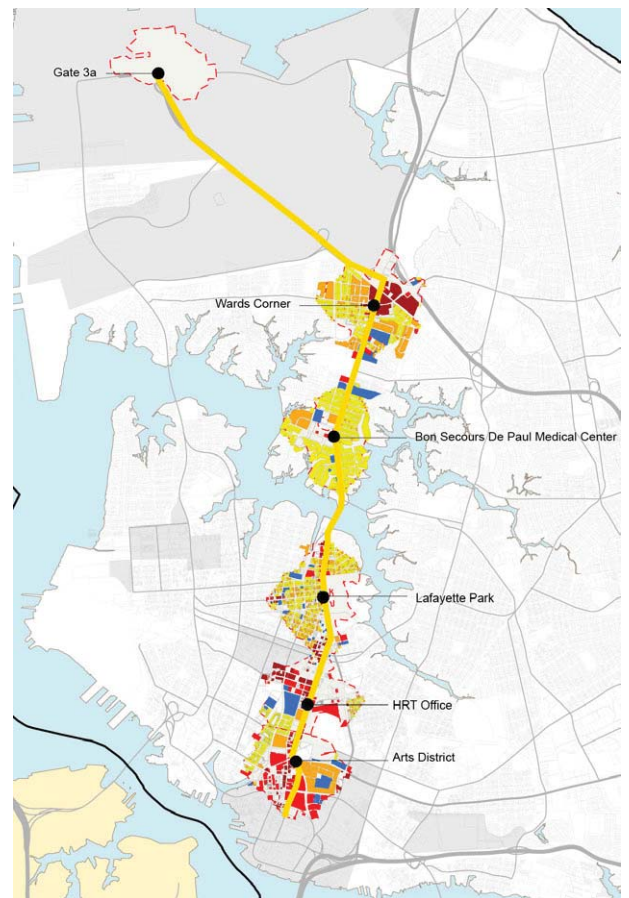 Gate 3a
Wards Corner
Bon Secours De Paul Medical Center
Lafayette Park
HRT Office
Arts District